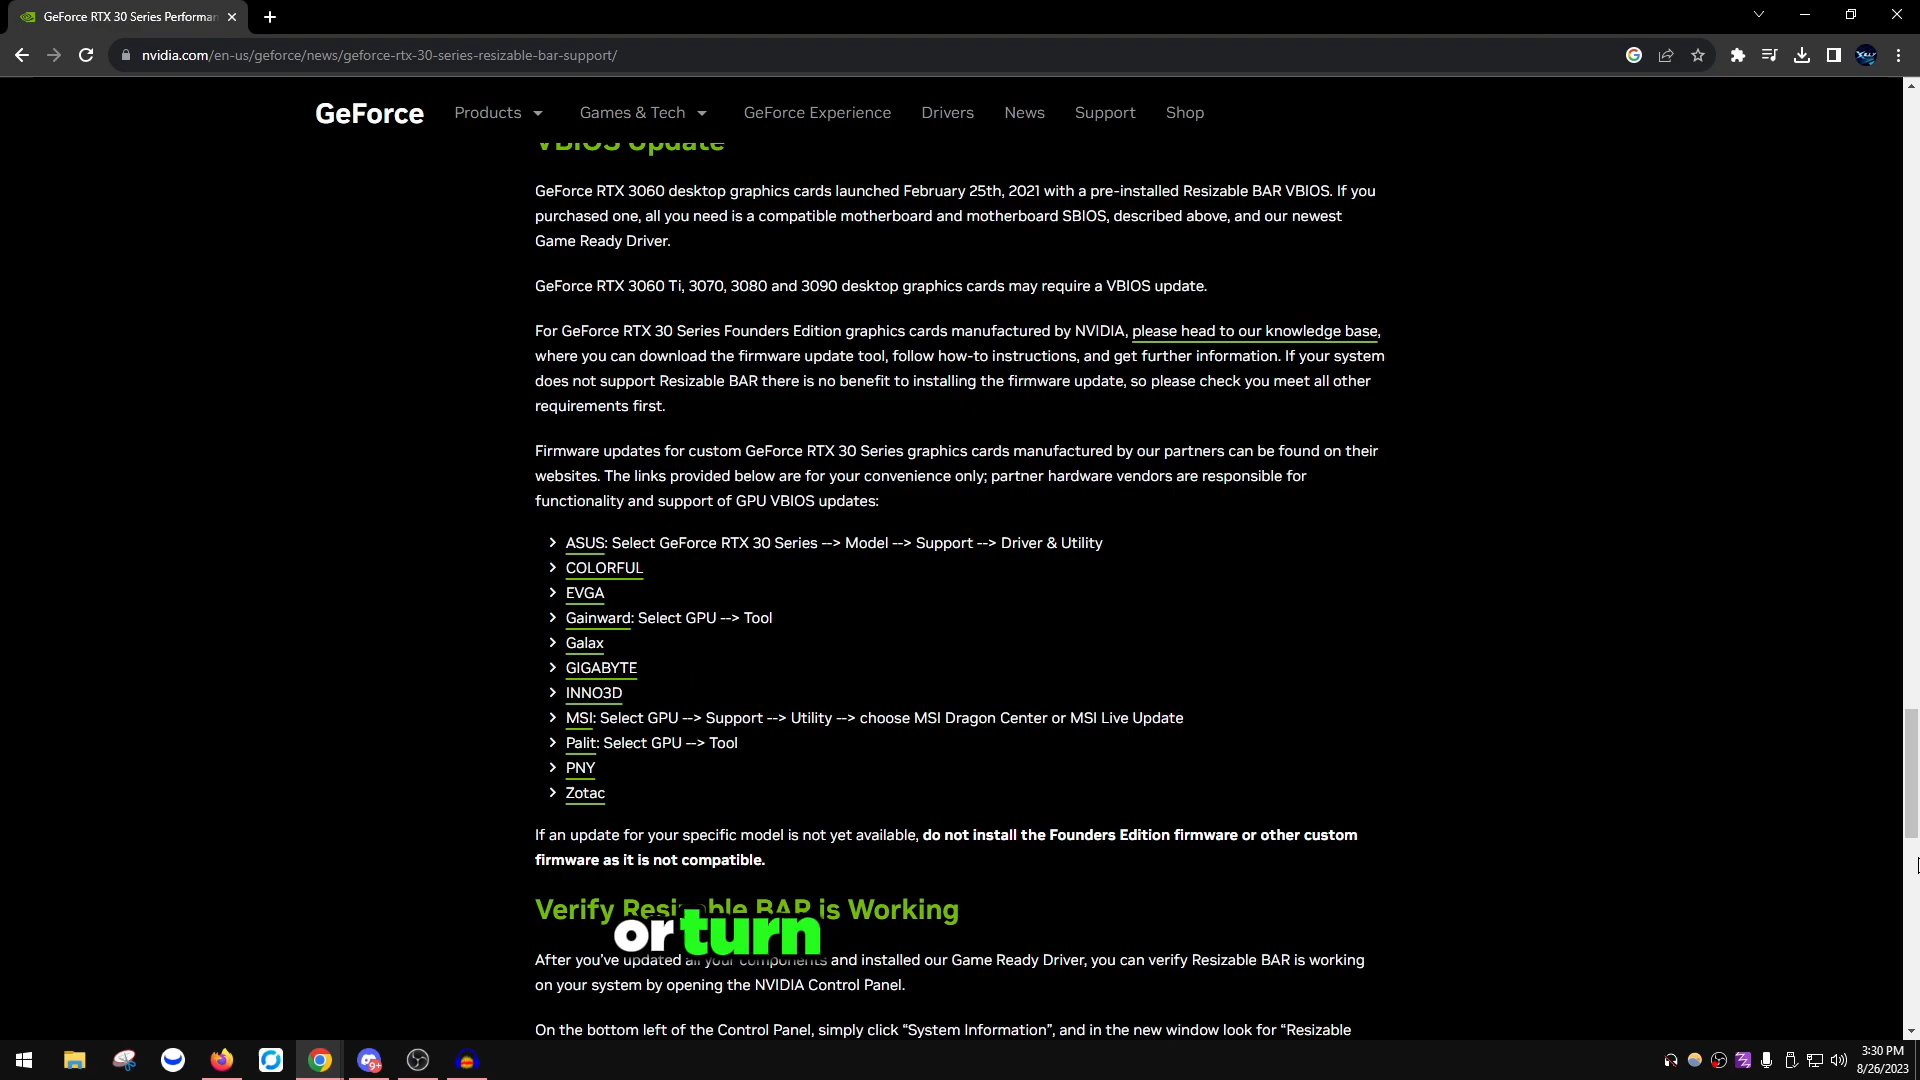 GeForce RTX 30 Series Performan
nvidia.com/en-us/geforce/news/geforce-rtx-30-series-resizable-bar-support/
GeForce Products Games & Tech GeForce Experience Drivers News Support Shop
VBIOS Update
GeForce RTX 3060 desktop graphics cards launched February 25th, 2021 with a pre-installed Resizable BAR VBIOS. If you
purchased one, all you need is a compatible motherboard and motherboard SBIOS, described above, and our newest
Game Ready Driver.
GeForce RTX 3060 Ti, 3070, 3080 and 3090 desktop graphics cards may require a VBIOS update.
For GeForce RTX 30 Series Founders Edition graphics cards manufactured by NVIDIA, please head to our knowledge base,
where you can download the firmware update tool, follow how-to instructions, and get further information. If your system
does not support Resizable BAR there is no benefit to installing the firmware update, so please check you meet all other
requirements first.
Firmware updates for custom GeForce RTX 30 Series graphics cards manufactured by our partners can be found on their
websites. The links provided below are for your convenience only; partner hardware vendors are responsible for
functionality and support of GPU VBIOS updates:
ASUS: Select GeForce RTX 30 Series --> Model --> Support --> Driver & Utility
COLORFUL
EVGA
Gainward: Select GPU --> Tool
Galax
GIGABYTE
INNO3D
MSI: Select GPU --> Support --> Utility --> choose MSI Dragon Center or MSI Live Update
Palit: Select GPU --> Tool
PNY
Zotac
If an update for your specific model is not yet available, do not install the Founders Edition firmware or other custom
firmware as it is not compatible.
Verify Resizable BAR is Working
or turn
After you've updated all your components and installed our Game Ready Driver, you can verify Resizable BAR is working
on your system by opening the NVIDIA Control Panel.
On the bottom left of the Control Panel, simply click “System Information”, and in the new window look for “Resizable
9+
3:30 PM
8/26/2023